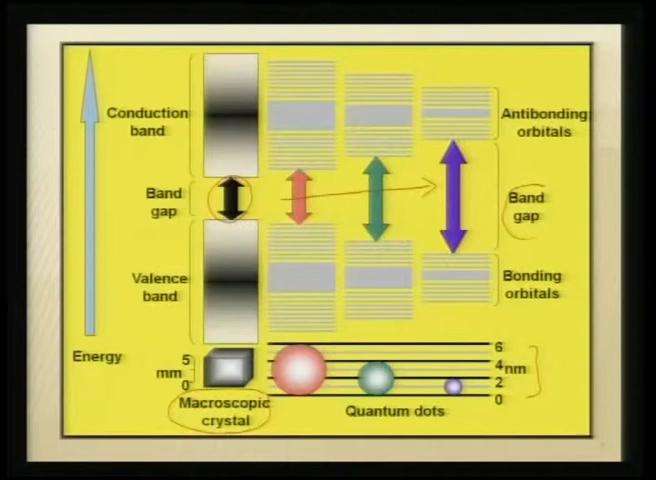 Conduction
band
Antibonding
orbitals
Band
gap
Band
gap
Valence
band
Bonding
orbitals
Energy
5
mm
0
6
4
nm
2
0
Macroscopic
crystal
Quantum dots